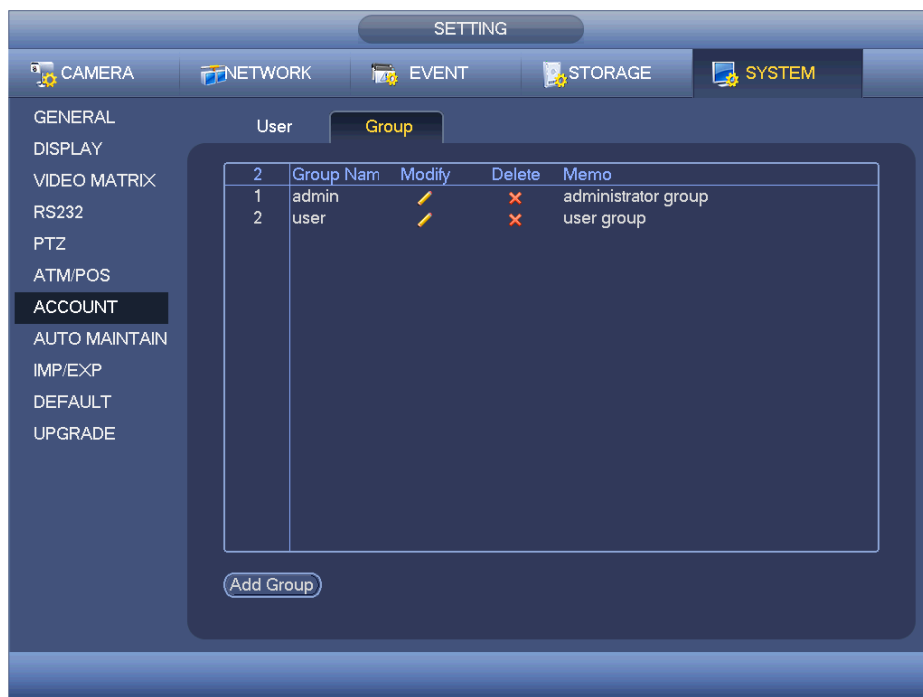 SETTING
CAMERA NETWORK EVENT STORAGE SYSTEM
GENERAL
DISPLAY
VIDEO MATRIX
RS232
PTZ
ATM/POS
ACCOUNT
AUTO MAINTAIN
IMP/EXP
DEFAULT
UPGRADE
User Group
2 Group Nam Modify Delete Memo
1 admin administrator group
2 user user group
Add Group